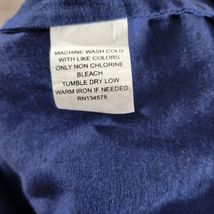 MACHINE WASH COLD
WITH LIKE COLORS
ONLY NON CHLORINE
BLEACH
TUMBLE DRY LOW
WARM IRON IF NEEDED
RN134578